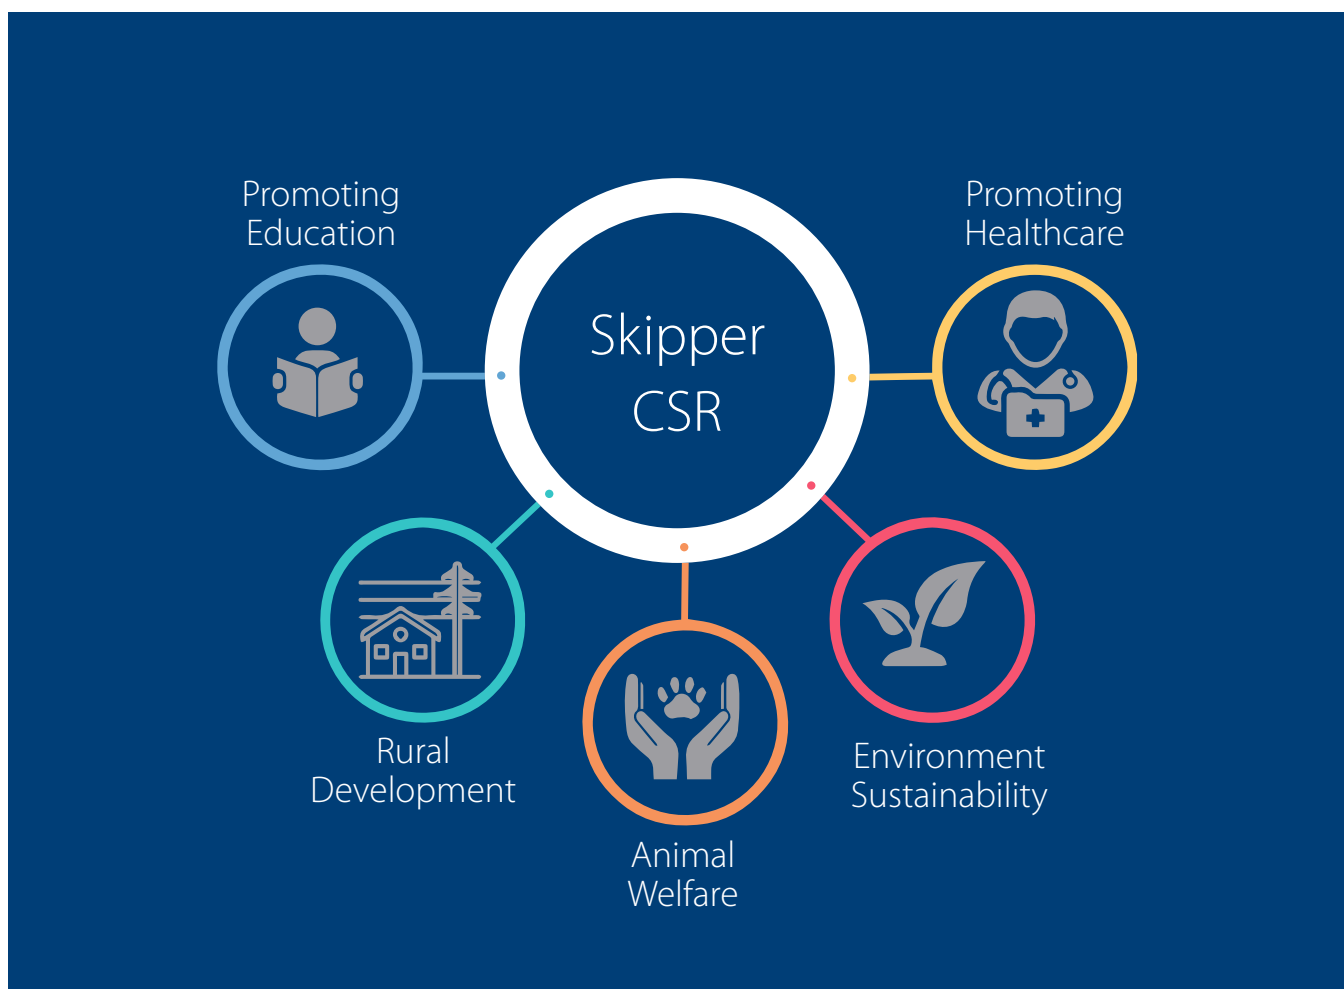 Promoting
Education
Promoting
Healthcare
Skipper
CSR
Rural
Development
Environment
Sustainability
Animal
Welfare